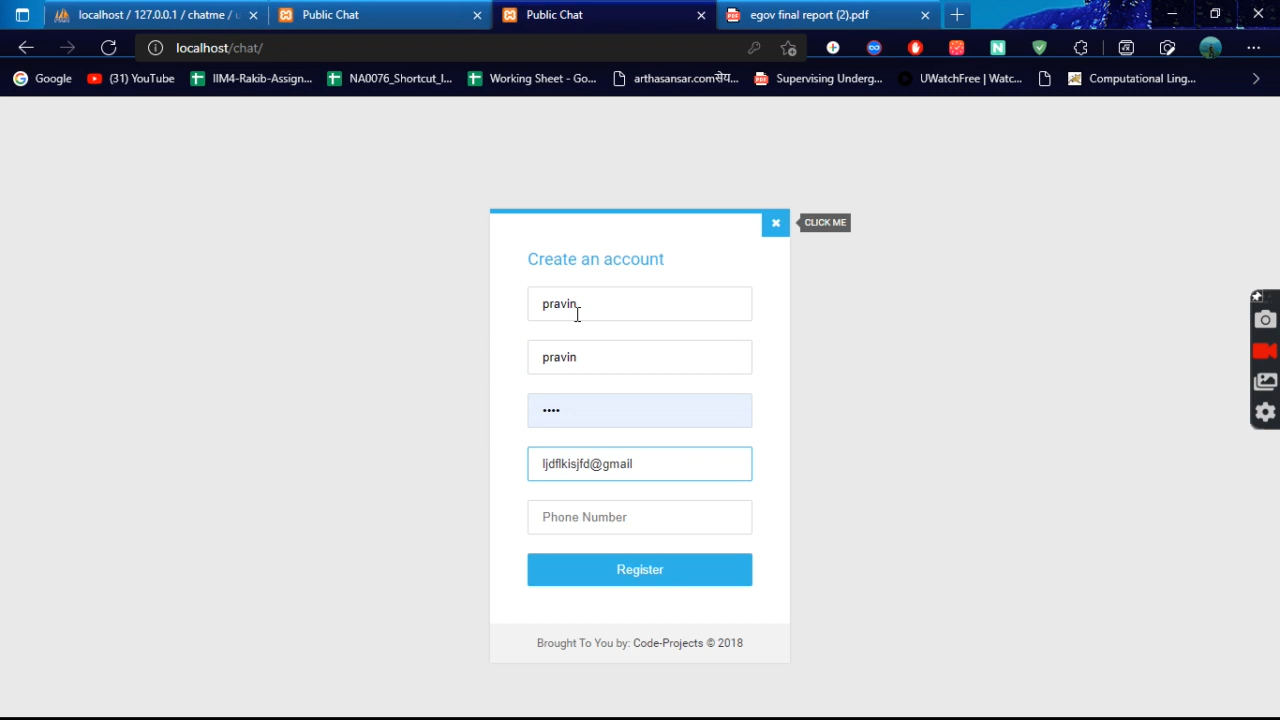 localhost / 127.0.0.1 / chatme / u
Public Chat
Public Chat
egov final report (2).pdf
localhost/chat/
Google
(31) YouTube
IIM4-Rakib-Assign...
NA0076_Shortcut_I...
Working Sheet - Go...
arthasansar.comसेय...
Supervising Underg...
UWatchFree | Watc...
Computational Ling...
CLICK ME
Create an account
pravin
pravin
••••
ljdflkisjfd@gmail
Phone Number
Register
Brought To You by: Code-Projects © 2018